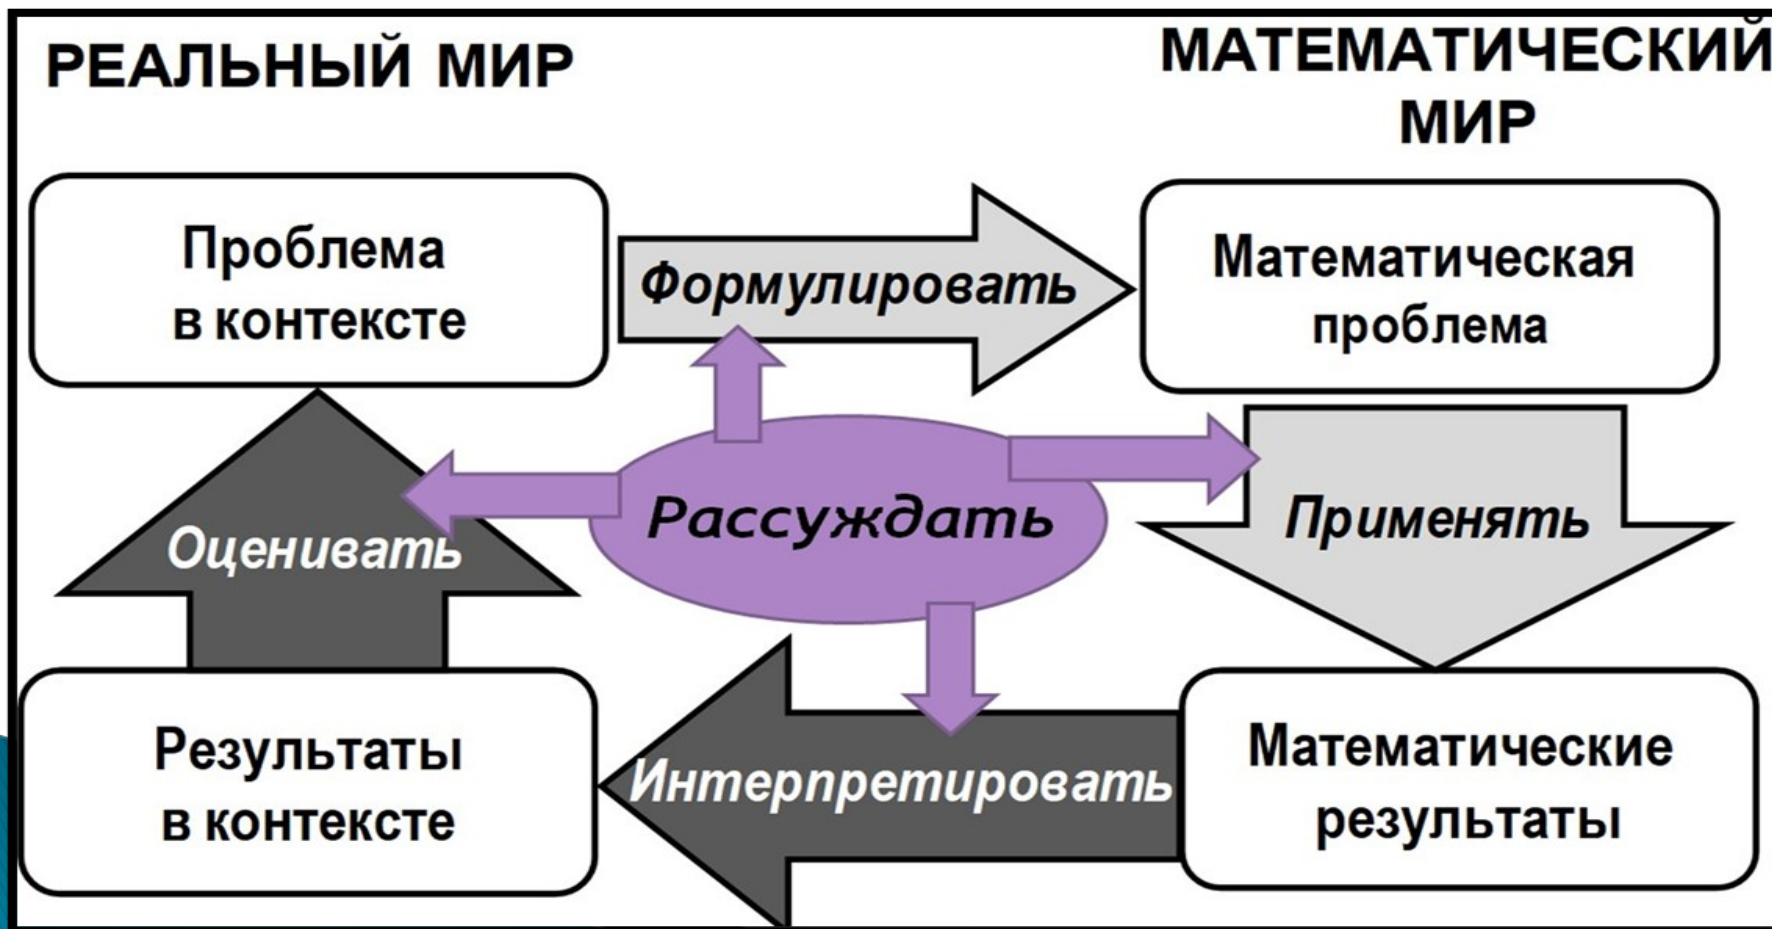 РЕАЛЬНЫЙ МИР
МАТЕМАТИЧЕСКИЙ
МИР
Проблема
в контексте
Формулировать
Математическая
проблема
Оценивать
Рассуждать
Применять
Результаты
в контексте
Интерпретировать
Математические
результаты